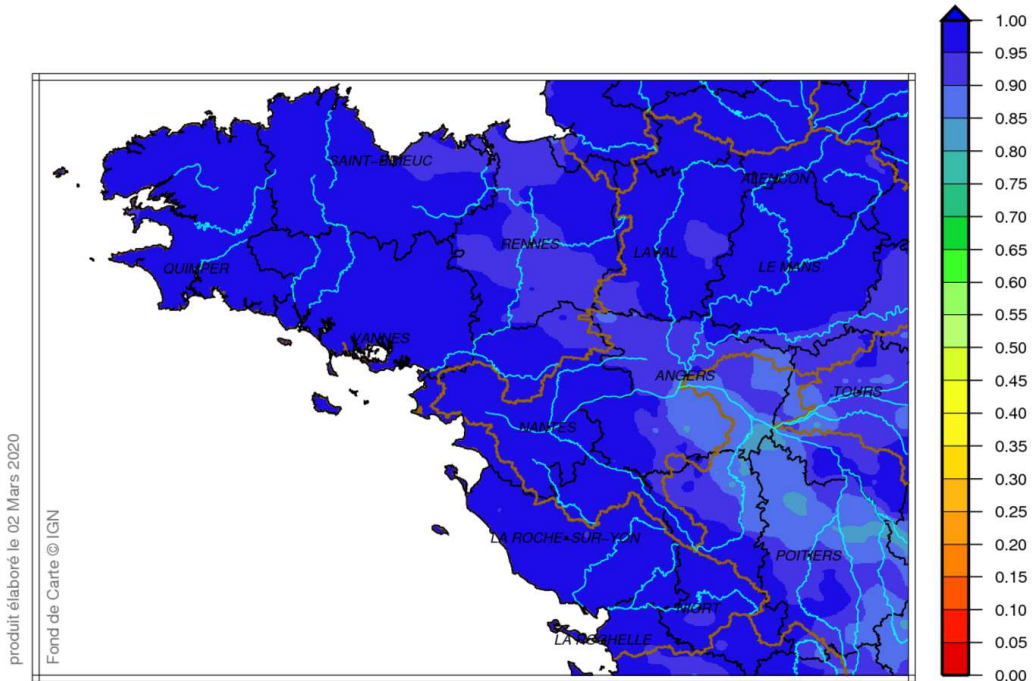 SAINT-BRIEUC
ALENÇON
RENNES
LAVAL
LE MANS
QUIMPER
VANNES
ANGERS
TOURS
NANTES
LA ROCHE-SUR-YON
POITIERS
NIORT
LA ROCHELLE
1.00
0.95
0.90
0.85
0.80
0.75
0.70
0.65
0.60
0.55
0.50
0.45
0.40
0.35
0.30
0.25
0.20
0.15
0.10
0.05
0.00
produit élaboré le 02 Mars 2020
Fond de Carte © IGN